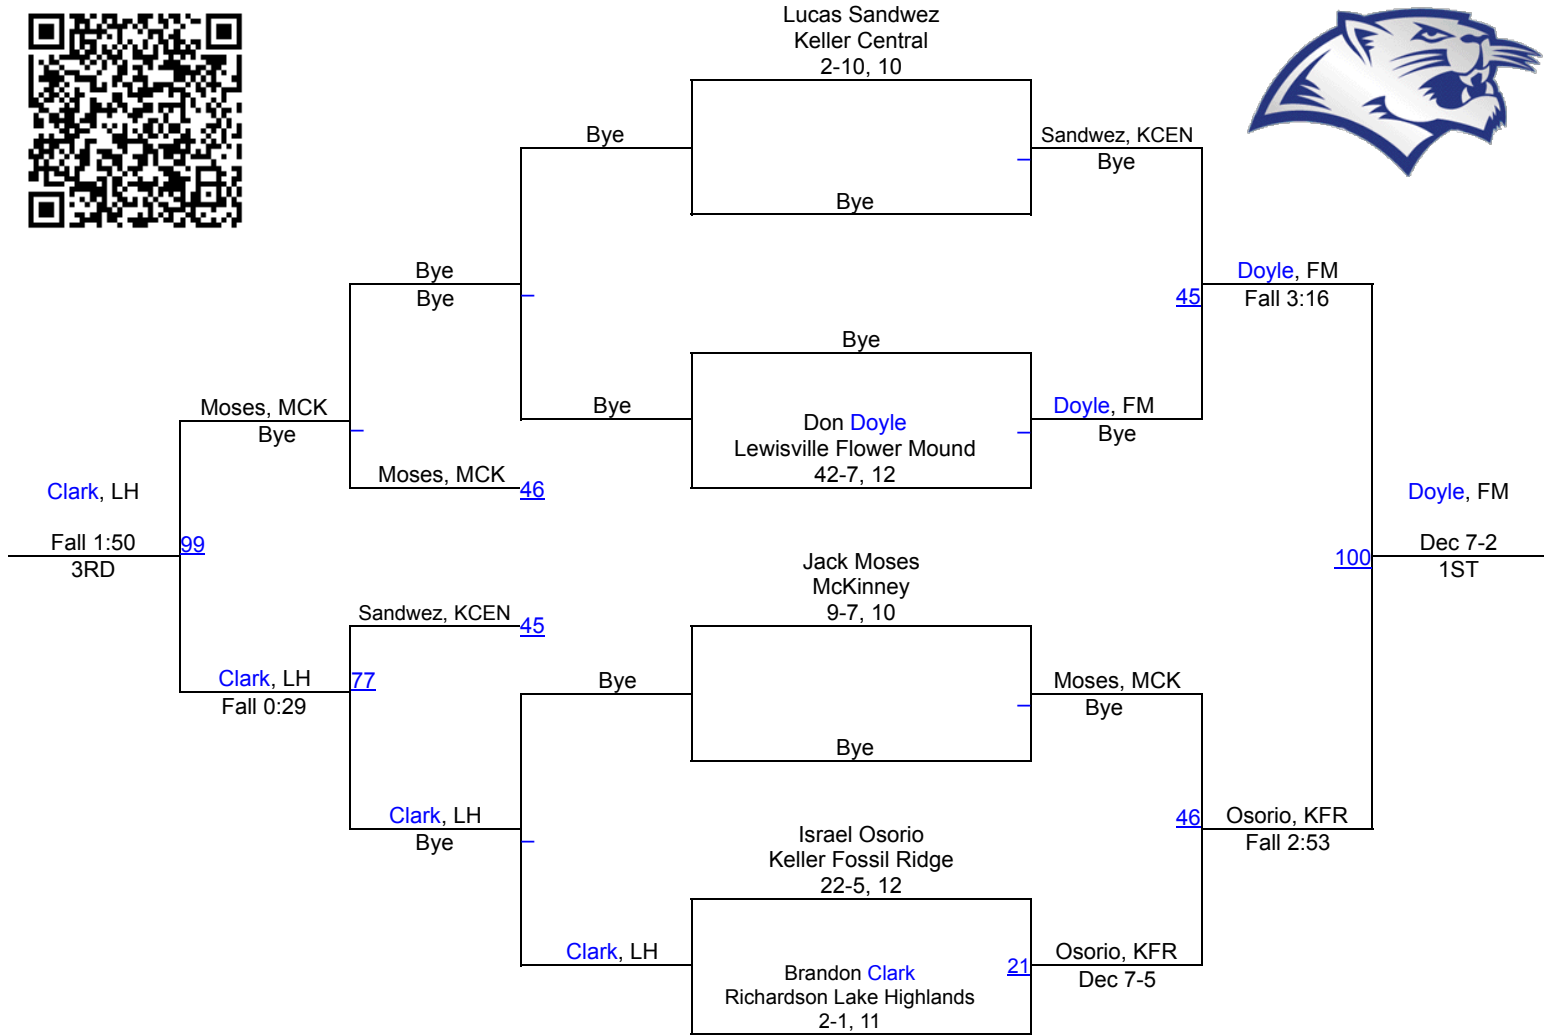 Lucas Sandwez
Keller Central
2-10, 10
Bye
Sandwez, KCEN
Bye
Bye
Bye
Bye
Doyle, FM
45
Fall 3:16
Bye
Moses, MCK
Bye
Bye
Don Doyle
Lewisville Flower Mound
42-7, 12
Doyle, FM
Bye
Moses, MCK
46
Clark, LH
Doyle, FM
Fall 1:50
99
3RD
Dec 7-2
100
1ST
Jack Moses
McKinney
9-7, 10
Sandwez, KCEN
45
Clark, LH
77
Fall 0:29
Bye
Moses, MCK
Bye
Bye
Clark, LH
Bye
46
Osorio, KFR
Fall 2:53
Israel Osorio
Keller Fossil Ridge
22-5, 12
Clark, LH
Osorio, KFR
21
Dec 7-5
Brandon Clark
Richardson Lake Highlands
2-1, 11